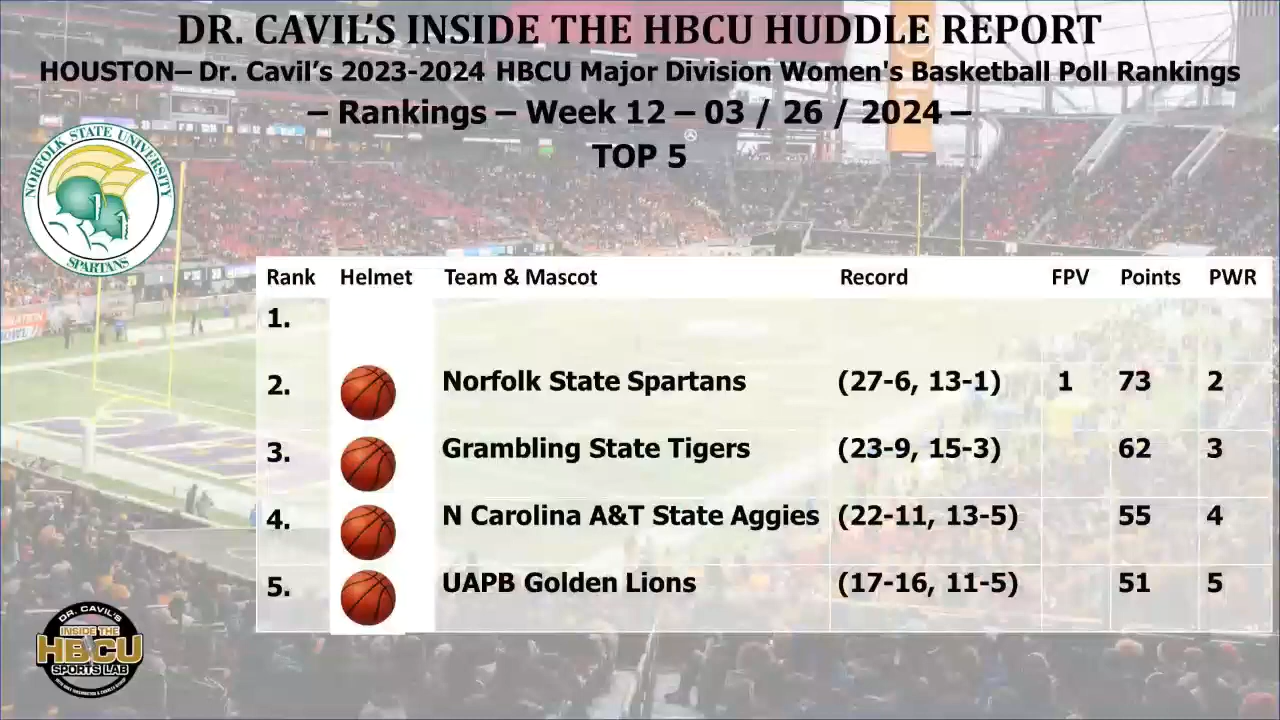 DR. CAVIL'S INSIDE THE HBCU HUDDLE REPORT
HOUSTON– Dr. Cavil's 2023-2024 HBCU Major Division Women's Basketball Poll Rankings
– Rankings – Week 12 – 03 / 26 / 2024 –
TOP 5
NORFOLK STATE UNIVERSITY
SPARTANS
Rank Helmet Team & Mascot Record FPV Points PWR
1.
2. Norfolk State Spartans (27-6, 13-1) 1 73 2
3. Grambling State Tigers (23-9, 15-3) 62 3
4. N Carolina A&T State Aggies (22-11, 13-5) 55 4
5. UAPB Golden Lions (17-16, 11-5) 51 5
DR. CAVIL'S
INSIDE THE
HBCU
SPORTS LAB